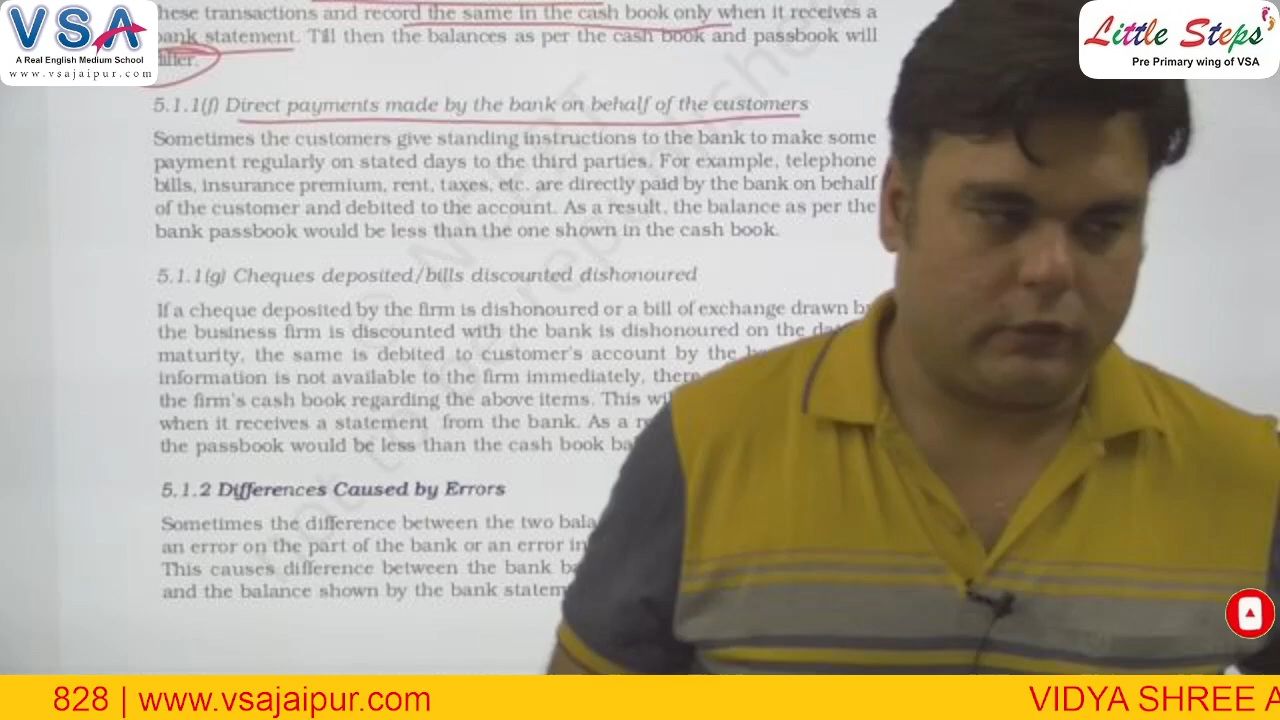 VSA
A Real English Medium School
www.vsajaipur.com
Little Steps
Pre Primary wing of VSA
these transactions and record the same in the cash book only when it receives a
bank statement. Till then the balances as per the cash book and passbook will
differ.
5.1.1(f) Direct payments made by the bank on behalf of the customers
Sometimes the customers give standing instructions to the bank to make some
payment regularly on stated days to the third parties. For example, telephone
bills, insurance premium, rent, taxes, etc. are directly paid by the bank on behalf
of the customer and debited to the account. As a result, the balance as per the
bank passbook would be less than the one shown in the cash book.
5.1.1(g) Cheques deposited/bills discounted dishonoured
If a cheque deposited by the firm is dishonoured or a bill of exchange drawn by
the business firm is discounted with the bank is dishonoured on the
maturity, the same is debited to customer's account by the
information is not available to the firm immediately,
the firm's cash book regarding the above items. This
when it receives a statement from the bank. As a
the passbook would be less than the cash book
5.1.2 Differences Caused by Errors
Sometimes the difference between the two
an error on the part of the bank or an error in
This causes difference between the bank
and the balance shown by the bank
828 | www.vsajaipur.com
VIDYA SHREE A